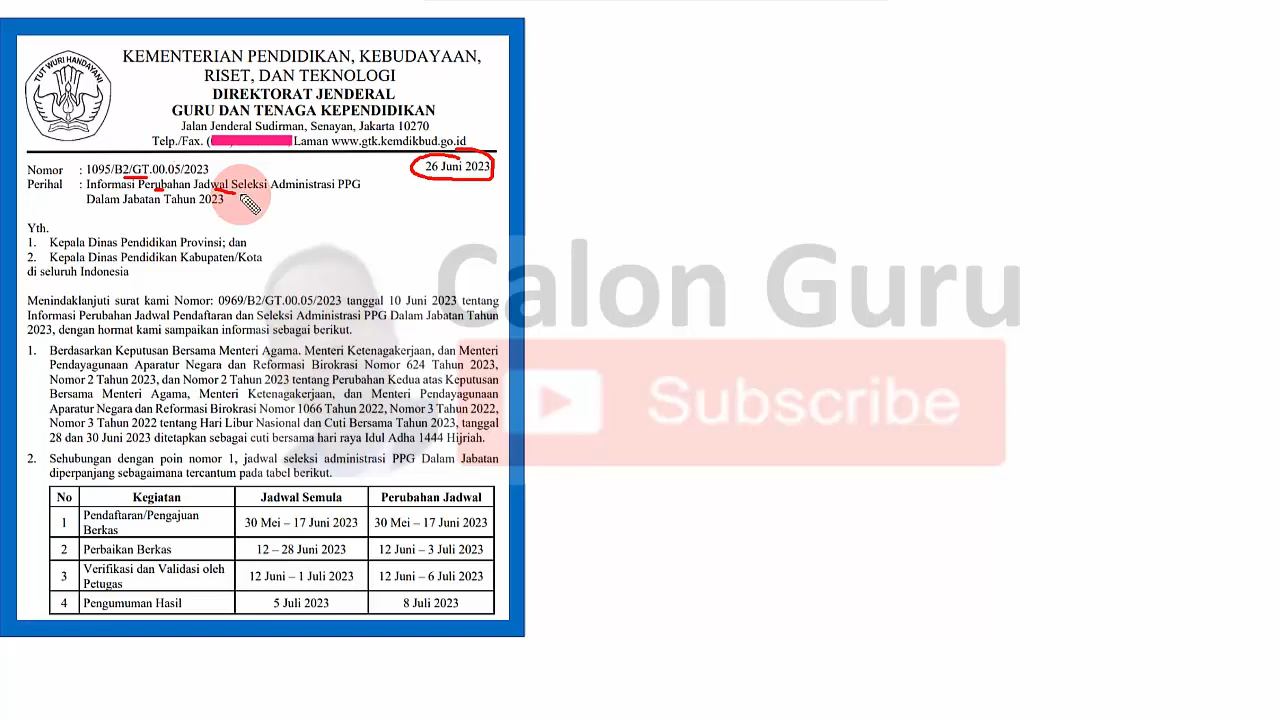 TUT WURI HANDAYANI
KEMENTERIAN PENDIDIKAN, KEBUDAYAAN,
RISET, DAN TEKNOLOGI
DIREKTORAT JENDERAL
GURU DAN TENAGA KEPENDIDIKAN
Jalan Jenderal Sudirman, Senayan, Jakarta 10270
Telp./Fax. ( Laman www.gtk.kemdikbud.go.id
Nomor : 1095/B2/GT.00.05/2023 26 Juni 2023
Perihal : Informasi Perubahan Jadwal Seleksi Administrasi PPG
Dalam Jabatan Tahun 2023
Yth.
1. Kepala Dinas Pendidikan Provinsi; dan
2. Kepala Dinas Pendidikan Kabupaten/Kota
di seluruh Indonesia
Menindaklanjuti surat kami Nomor: 0969/B2/GT.00.05/2023 tanggal 10 Juni 2023 tentang
Informasi Perubahan Jadwal Pendaftaran dan Seleksi Administrasi PPG Dalam Jabatan Tahun
2023, dengan hormat kami sampaikan informasi sebagai berikut.
1. Berdasarkan Keputusan Bersama Menteri Agama. Menteri Ketenagakerjaan, dan Menteri
Pendayagunaan Aparatur Negara dan Reformasi Birokrasi Nomor 624 Tahun 2023,
Nomor 2 Tahun 2023, dan Nomor 2 Tahun 2023 tentang Perubahan Kedua atas Keputusan
Bersama Menteri Agama, Menteri Ketenagakerjaan, dan Menteri Pendayagunaan
Aparatur Negara dan Reformasi Birokrasi Nomor 1066 Tahun 2022, Nomor 3 Tahun 2022,
Nomor 3 Tahun 2022 tentang Hari Libur Nasional dan Cuti Bersama Tahun 2023, tanggal
28 dan 30 Juni 2023 ditetapkan sebagai cuti bersama hari raya Idul Adha 1444 Hijriah.
2. Sehubungan dengan poin nomor 1, jadwal seleksi administrasi PPG Dalam Jabatan
diperpanjang sebagaimana tercantum pada tabel berikut.
No Kegiatan Jadwal Semula Perubahan Jadwal
1 Pendaftaran/Pengajuan Berkas 30 Mei – 17 Juni 2023 30 Mei – 17 Juni 2023
2 Perbaikan Berkas 12 – 28 Juni 2023 12 Juni – 3 Juli 2023
3 Verifikasi dan Validasi oleh Petugas 12 Juni – 1 Juli 2023 12 Juni – 6 Juli 2023
4 Pengumuman Hasil 5 Juli 2023 8 Juli 2023
Calon Guru
Subscribe